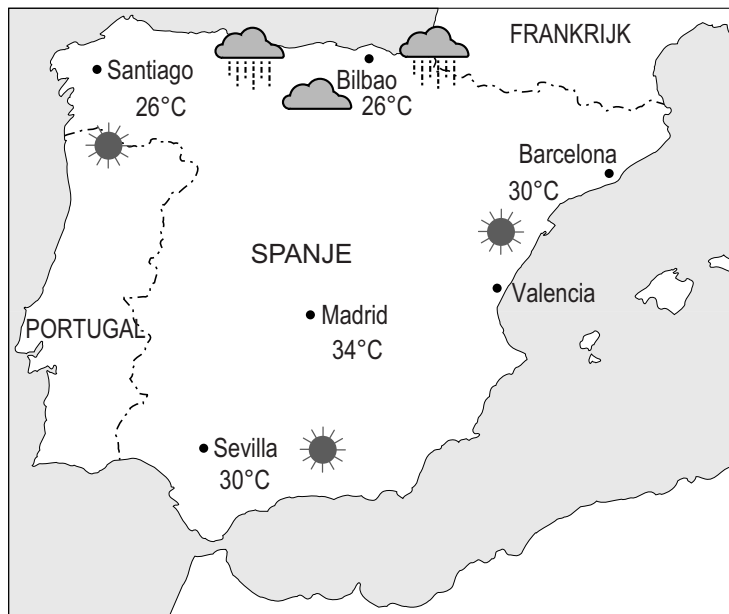 FRANKRIJK
Santiago
26°C
Bilbao
26°C
Barcelona
30°C
SPANJE
Valencia
PORTUGAL
Madrid
34°C
Sevilla
30°C